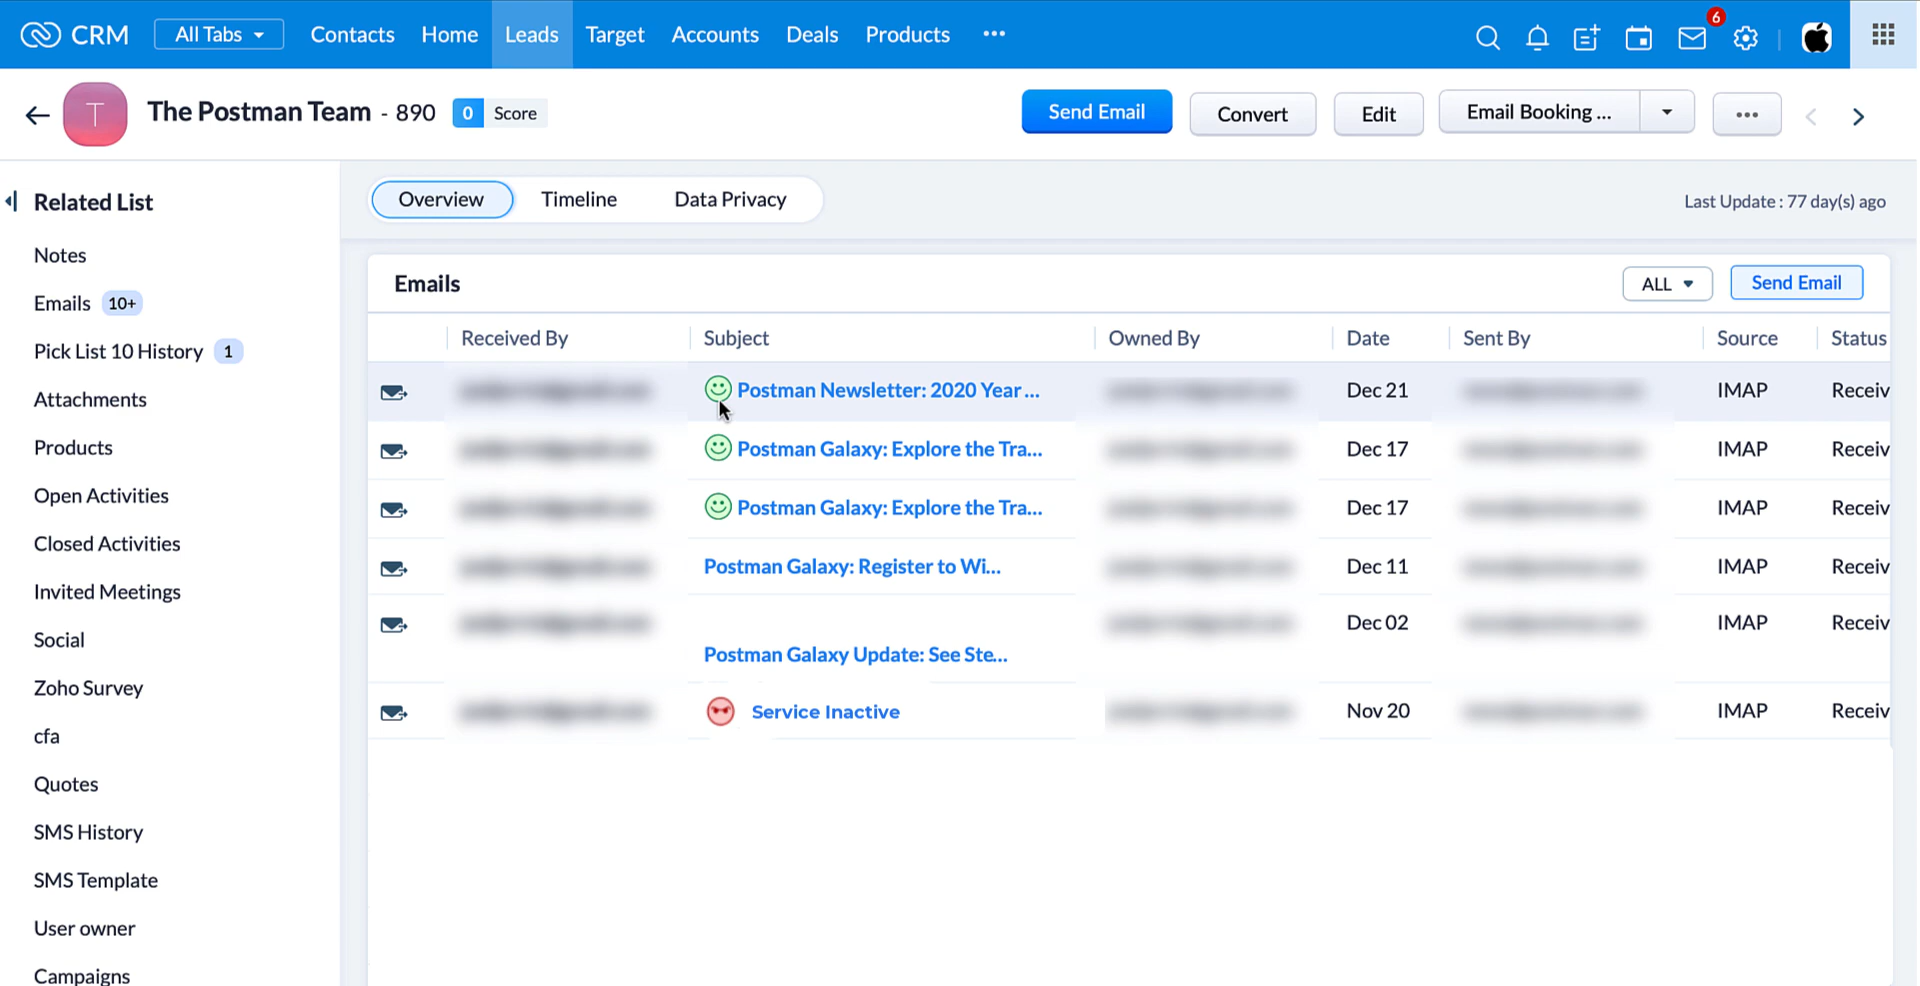 CRM All Tabs Contacts Home Leads Target Accounts Deals Products ··· 6
T The Postman Team - 890 0 Score Send Email Convert Edit Email Booking ... ···
Related List Overview Timeline Data Privacy Last Update : 77 day(s) ago
Notes
Emails 10+
Pick List 10 History 1
Attachments
Products
Open Activities
Closed Activities
Invited Meetings
Social
Zoho Survey
cfa
Quotes
SMS History
SMS Template
User owner
Campaigns
Emails ALL Send Email
Received By Subject Owned By Date Sent By Source Status
Postman Newsletter: 2020 Year ... Dec 21 IMAP Receiv
Postman Galaxy: Explore the Tra... Dec 17 IMAP Receiv
Postman Galaxy: Explore the Tra... Dec 17 IMAP Receiv
Postman Galaxy: Register to Wi... Dec 11 IMAP Receiv
Postman Galaxy Update: See Ste... Dec 02 IMAP Receiv
Service Inactive Nov 20 IMAP Receiv